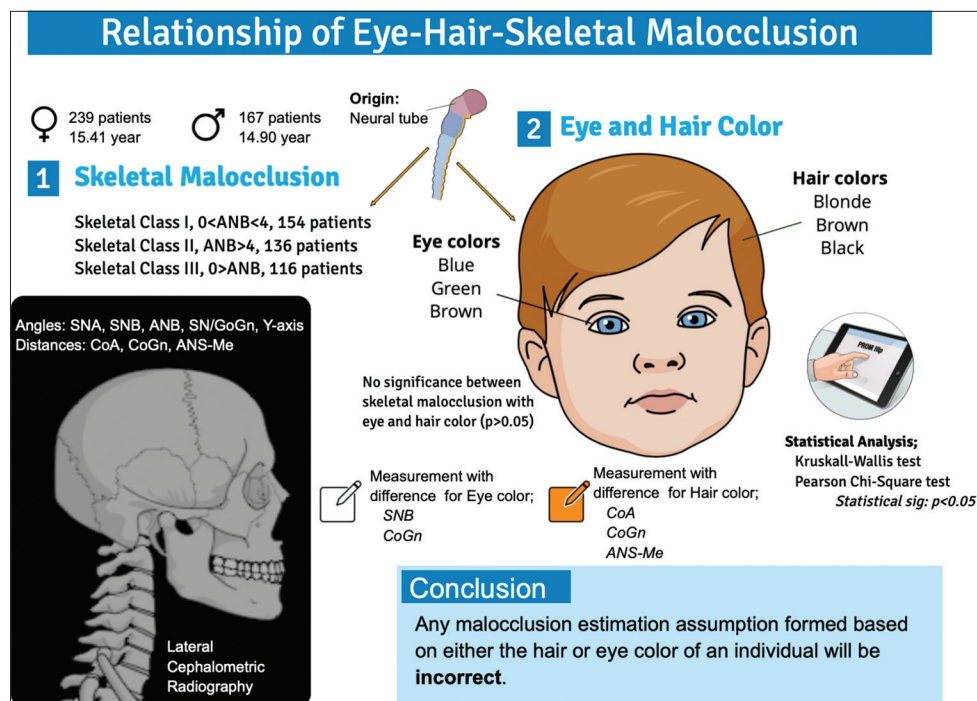 Relationship of Eye-Hair-Skeletal Malocclusion
239 patients
15.41 year
167 patients
14.90 year
Origin:
Neural tube
1 Skeletal Malocclusion
Skeletal Class I, 0<ANB<4, 154 patients
Skeletal Class II, ANB>4, 136 patients
Skeletal Class III, 0>ANB, 116 patients
Angles: SNA, SNB, ANB, SN/GoGn, Y-axis
Distances: CoA, CoGn, ANS-Me
Lateral
Cephalometric
Radiography
2 Eye and Hair Color
Hair colors
Blonde
Brown
Black
Eye colors
Blue
Green
Brown
No significance between
skeletal malocclusion with
eye and hair color (p>0.05)
PROM Hip
Statistical Analysis;
Kruskall-Wallis test
Pearson Chi-Square test
Statistical sig: p<0.05
Measurement with
difference for Eye color;
SNB
CoGn
Measurement with
difference for Hair color;
CoA
CoGn
ANS-Me
Conclusion
Any malocclusion estimation assumption formed based
on either the hair or eye color of an individual will be
incorrect.